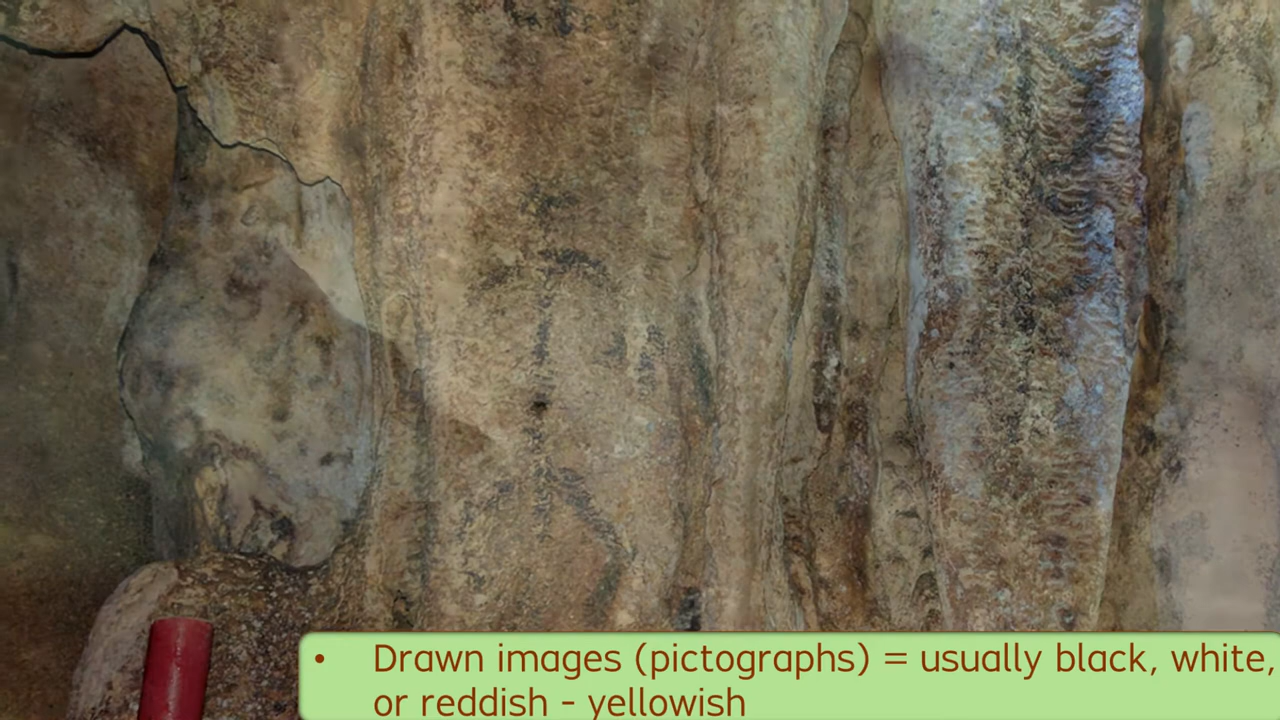 • Drawn images (pictographs) = usually black, white,
or reddish - yellowish